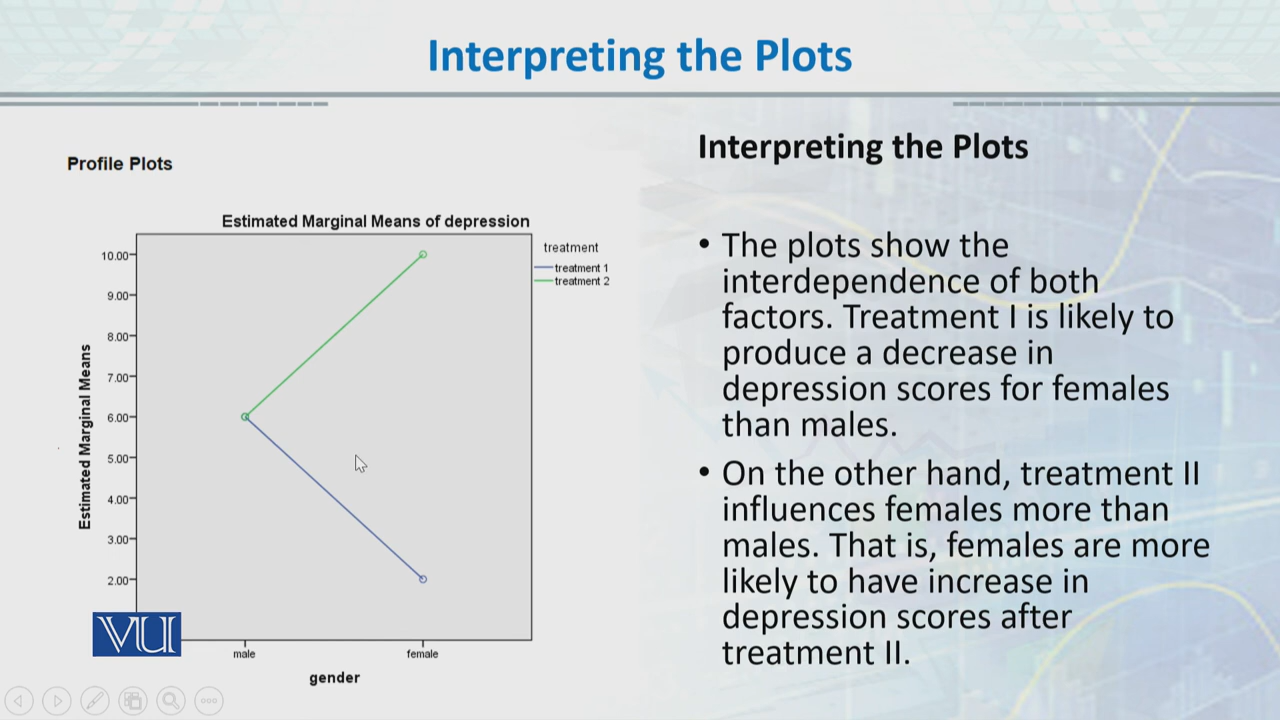 Interpreting the Plots
Profile Plots
Estimated Marginal Means of depression
treatment
treatment 1
treatment 2
Estimated Marginal Means
10.00
9.00
8.00
7.00
6.00
5.00
4.00
3.00
2.00
male
female
gender
VU
Interpreting the Plots
• The plots show the
interdependence of both
factors. Treatment I is likely to
produce a decrease in
depression scores for females
than males.
• On the other hand, treatment II
influences females more than
males. That is, females are more
likely to have increase in
depression scores after
treatment II.